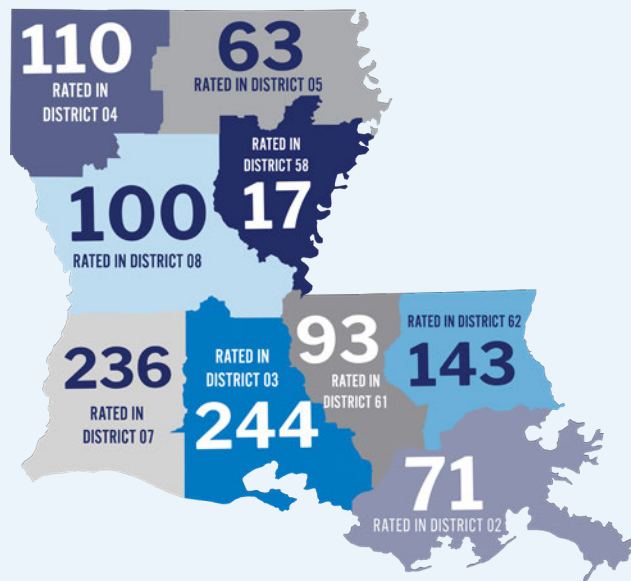 110
RATED IN
DISTRICT 04
63
RATED IN DISTRICT 05
RATED IN
DISTRICT 58
17
100
RATED IN DISTRICT 08
236
RATED IN
DISTRICT 07
RATED IN
DISTRICT 03
244
93
RATED IN
DISTRICT 61
RATED IN DISTRICT 62
143
71
RATED IN DISTRICT 02